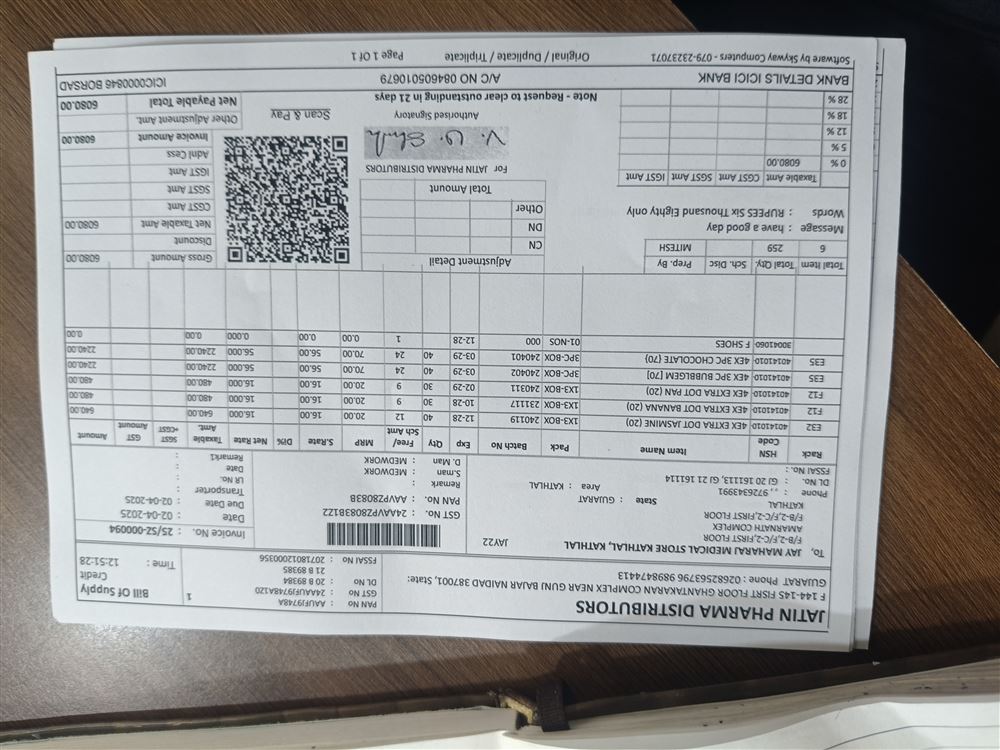 JATIN PHARMA DISTRIBUTORS
F 144-145 FISRT FLOOR GHANTAKARAN COMPLEX NEAR GUNJ BAJAR NAIDAD 387001, State:
GUJARAT Phone : 02682563796 9898474413
PAN No : AAUFJ9748A
GST No : 24AAUFJ9748A1Z0
DL NO : 20 B 89384
21 B 89385
FSSAI No : 20718012000356
1
Bill Of Supply
Credit
Time : 12:51:28
To, JAY MAHARAJ MEDICAL STORE KATHLAL, KATHLAL
F/B-2,F/C-2,FIRST FLOOR
AMARNATH COMPLEX
F/B-2,F/C-2,FIRST FLOOR
KATHLAL
State : GUJARAT
Phone : , , 9726643991
DL No. : GJ 20 161113, GJ 21 161114
Area : KATHLAL
FSSAI No.:
JAY22
GST No. : 24AAVPZ8083B1Z2
PAN No. : AAVPZ8083B
Remark :
S.man : MEDWORK
D. Man : MEDWORK
Invoice No. : 25/SZ-000094
Date : 02-04-2025
Due Date : 02-04-2025
Transporter :
LR No. :
Date :
Remark1 :
Rack HSN Code Item Name Pack Batch No Exp Qty Free/ Sch Amt MRP S.Rate D% Net Rate Taxable Amt. SGST +CGST GST Amount Amount
E32 40141010 4EX EXTRA DOT JASMINE (20) 1X3-BOX 240119 12-28 40 12 20.00 16.00 16.000 640.00 640.00
F12 40141010 4EX EXTRA DOT BANANA (20) 1X3-BOX 231117 10-28 30 9 20.00 16.00 16.000 480.00 480.00
F12 40141010 4EX EXTRA DOT PAN (20) 1X3-BOX 240311 02-29 30 9 20.00 16.00 16.000 480.00 480.00
E35 40141010 4EX 3PC BUBBEGEM [70] 3PC-BOX 240402 03-29 40 24 70.00 56.00 56.000 2240.00 2240.00
E35 40141010 4EX 3PC CHOCOLATE (70) 3PC-BOX 240401 03-29 40 24 70.00 56.00 56.000 2240.00 2240.00
30041060 F SHOES 01-NOS 000 12-28 1 0.00 0.00 0.000 0.00 0.00
Total Item Total Qty. Sch. Disc Prep. By
6 259 MITESH
Message : have a good day
Words : RUPEES Six Thousand Eighty only
Taxable Amt CGST Amt SGST Amt IGST Amt
0 % 6080.00
5 %
12 %
18 %
28 %
Adjustment Detail
CN
DN
Other
Total Amount
For JATIN PHARMA DISTRIBUTORS
Authorised Signatory
Note - Request to clear outstanding in 21 days
Scan & Pay
Gross Amount 6080.00
Discount
Net Taxable Amt 6080.00
CGST Amt
SGST Amt
IGST Amt
Adnl Cess
Invoice Amount 6080.00
Other Adjustment Amt.
Net Payable Total 6080.00
BANK DETAILS ICICI BANK A/C NO 084605010679 ICIC0000846 BORSAD
Software by Skyway Computers - 079-23237071 Original / Duplicate / Triplicate Page 1 Of 1